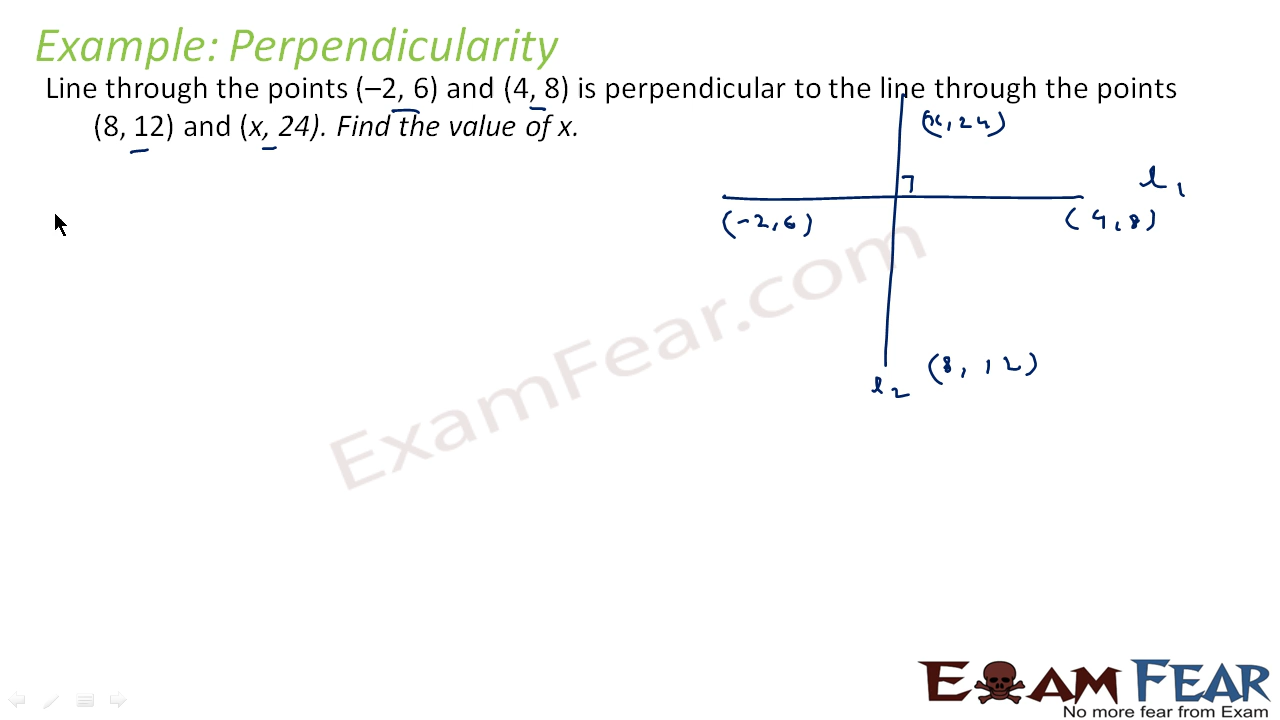 Example: Perpendicularity
Line through the points (–2, 6) and (4, 8) is perpendicular to the line through the points
(8, 12) and (x, 24). Find the value of x.
(x, 24)
l1
(-2, 6)
(4, 8)
(8, 12)
l2
ExamFear.com
EXAM FEAR
No more fear from Exam